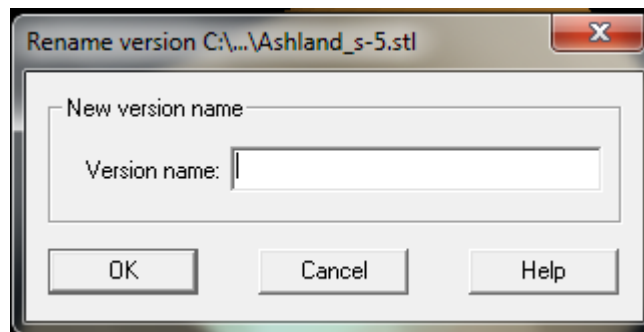 Rename version C:\...\Ashland_s-5.stl
New version name
Version name:
OK Cancel Help